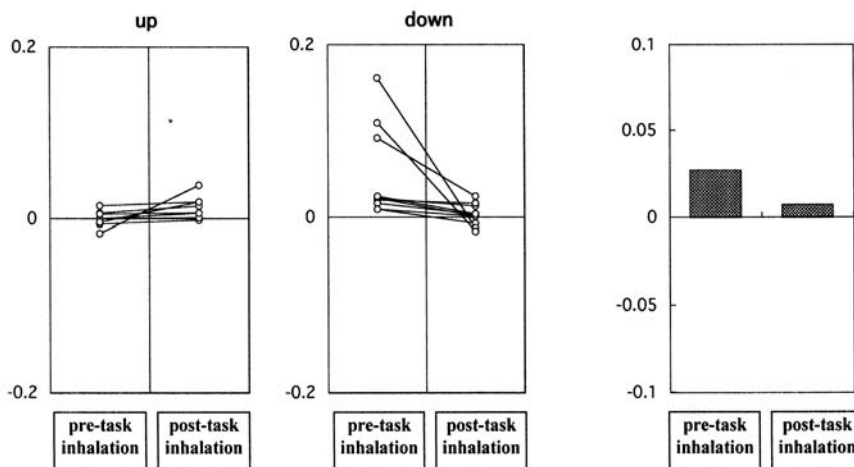 up
down
0.2
0
-0.2
0.2
0
-0.2
0.1
0.05
0
-0.05
-0.1
pre-task
inhalation
post-task
inhalation
pre-task
inhalation
post-task
inhalation
pre-task
inhalation
post-task
inhalation